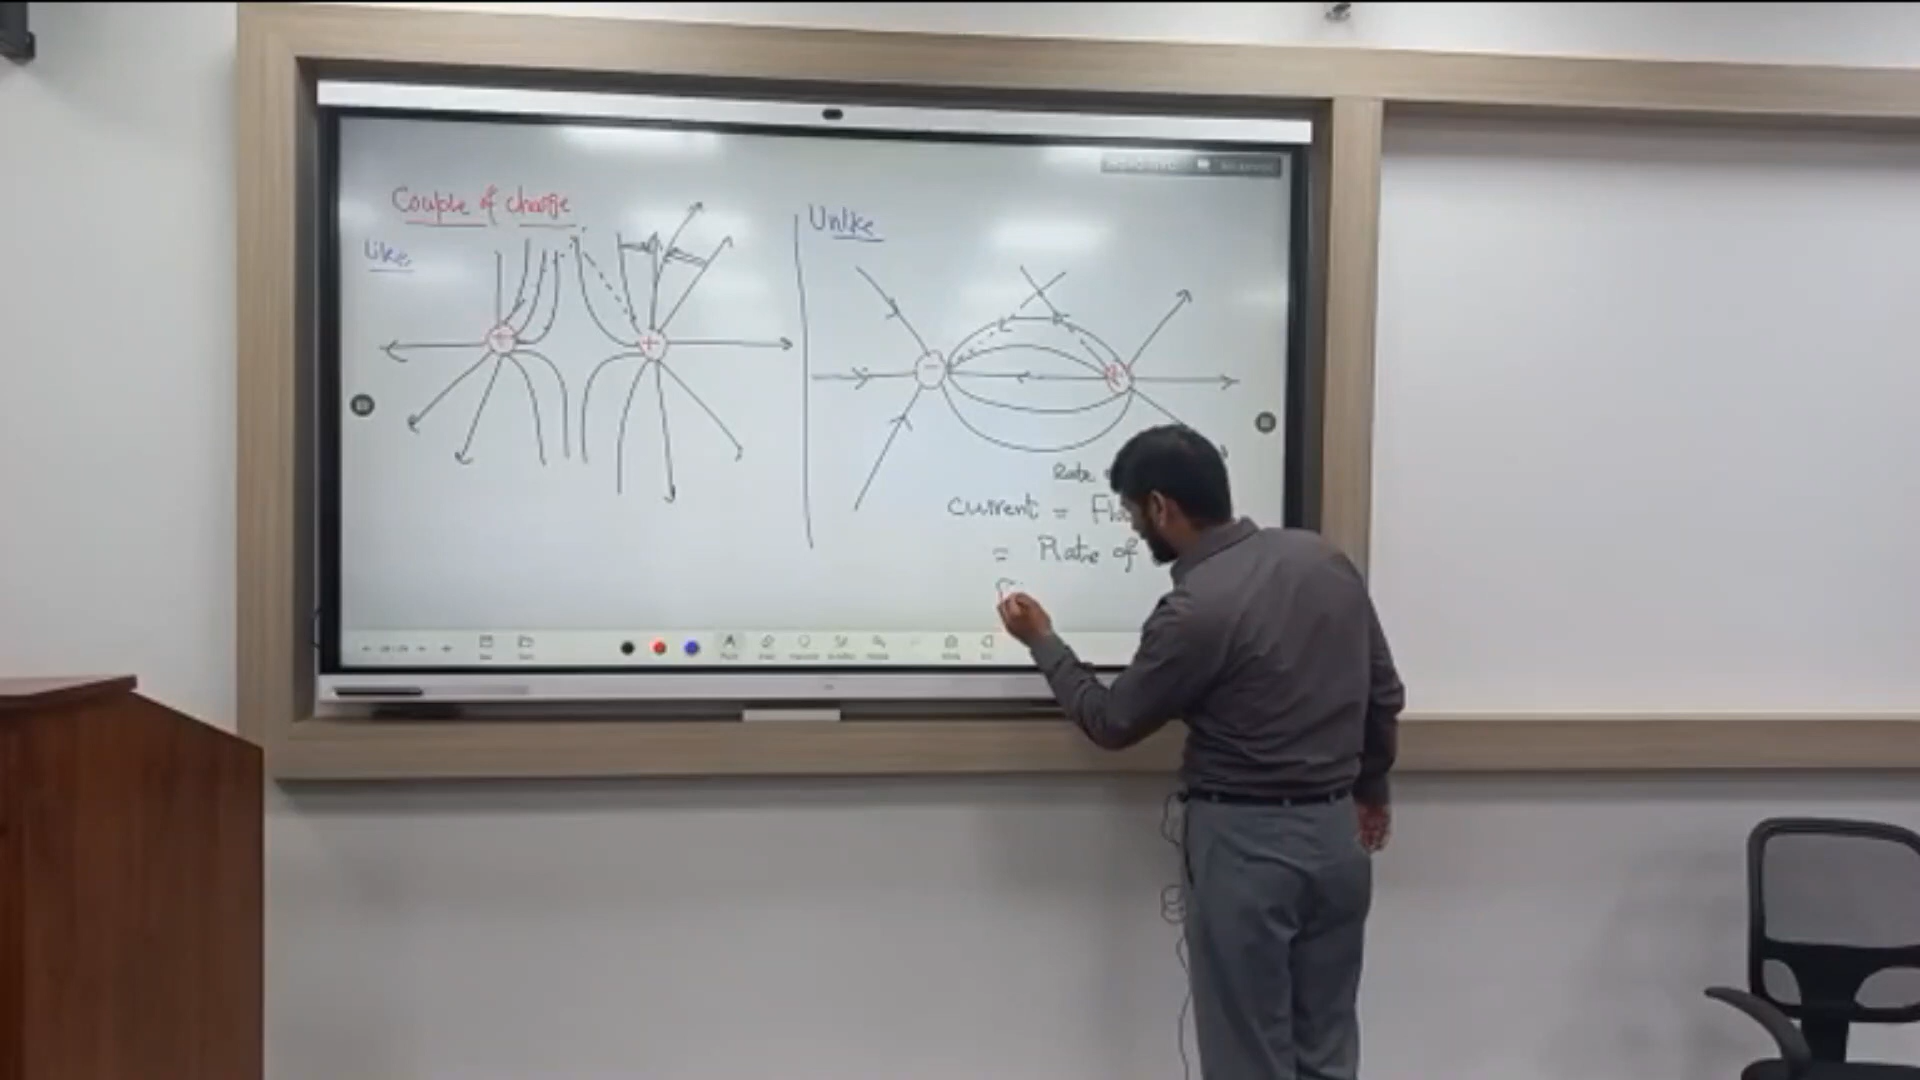 Couple of charge
Like
Unlike
+ +
- +
Rate
Current = Flo
= Rate of